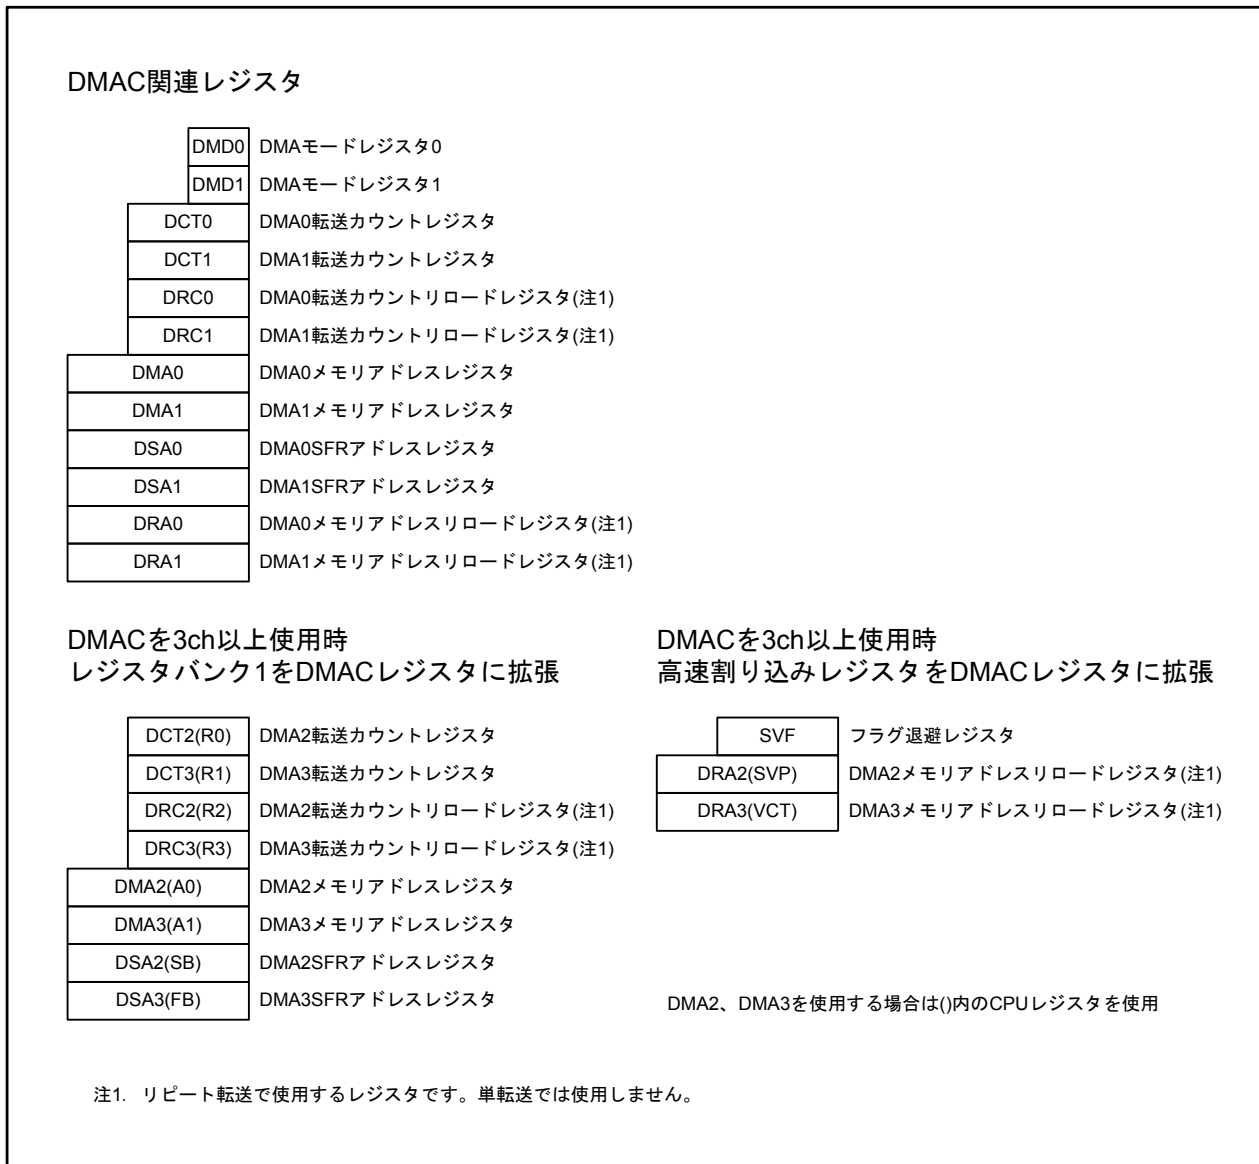 DMAC関連レジスタ
DMD0 DMAモードレジスタ0
DMD1 DMAモードレジスタ1
DCT0 DMA0転送カウントレジスタ
DCT1 DMA1転送カウントレジスタ
DRC0 DMA0転送カウントリロードレジスタ(注1)
DRC1 DMA1転送カウントリロードレジスタ(注1)
DMA0 DMA0メモリアドレスレジスタ
DMA1 DMA1メモリアドレスレジスタ
DSA0 DMA0SFRアドレスレジスタ
DSA1 DMA1SFRアドレスレジスタ
DRA0 DMA0メモリアドレスリロードレジスタ(注1)
DRA1 DMA1メモリアドレスリロードレジスタ(注1)
DMACを3ch以上使用時
レジスタバンク1をDMACレジスタに拡張
DCT2(R0) DMA2転送カウントレジスタ
DCT3(R1) DMA3転送カウントレジスタ
DRC2(R2) DMA2転送カウントリロードレジスタ(注1)
DRC3(R3) DMA3転送カウントリロードレジスタ(注1)
DMA2(A0) DMA2メモリアドレスレジスタ
DMA3(A1) DMA3メモリアドレスレジスタ
DSA2(SB) DMA2SFRアドレスレジスタ
DSA3(FB) DMA3SFRアドレスレジスタ
DMACを3ch以上使用時
高速割り込みレジスタをDMACレジスタに拡張
SVF フラグ退避レジスタ
DRA2(SVP) DMA2メモリアドレスリロードレジスタ(注1)
DRA3(VCT) DMA3メモリアドレスリロードレジスタ(注1)
DMA2、DMA3を使用する場合は()内のCPUレジスタを使用
注1. リピート転送で使用するレジスタです。単転送では使用しません。